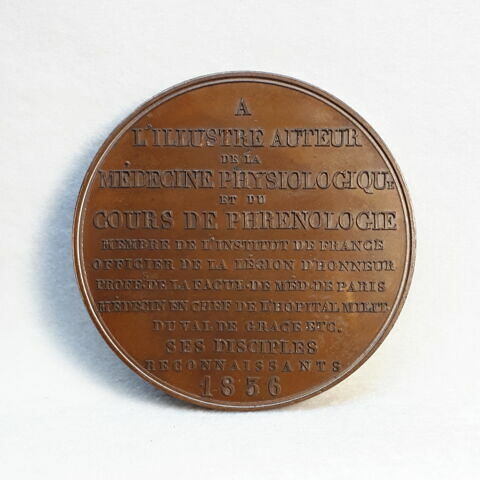 A
L'ILLUSTRE AUTEUR
DE LA
MÉDECINE PHYSIOLOGIQUE
ET DU
COURS DE PHRENOLOGIE
MEMBRE DE L'INSTITUT DE FRANCE
OFFICIER DE LA LÉGION D'HONNEUR
PROFE· DE LA FACUL· DE MÉD· DE PARIS
MÉDECIN EN CHEF DE L'HÔPITAL MILIT·
DU VAL DE GRACE ETC.
SES DISCIPLES
RECONNAISSANTS
1836